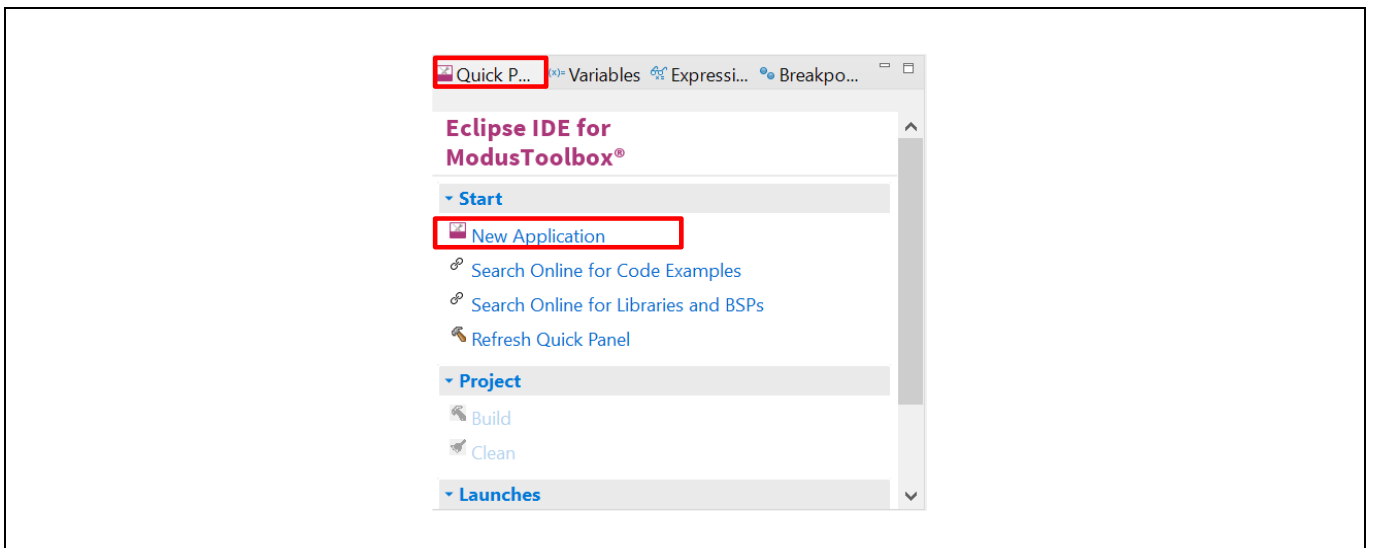 Quick P... (x)= Variables Expressi... Breakpo...
Eclipse IDE for
ModusToolbox®
Start
New Application
Search Online for Code Examples
Search Online for Libraries and BSPs
Refresh Quick Panel
Project
Build
Clean
Launches